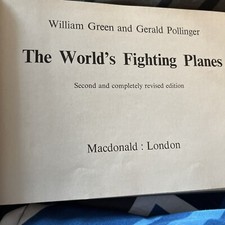 William Green and Gerald Pollinger
The World's Fighting Planes
Second and completely revised edition
Macdonald : London